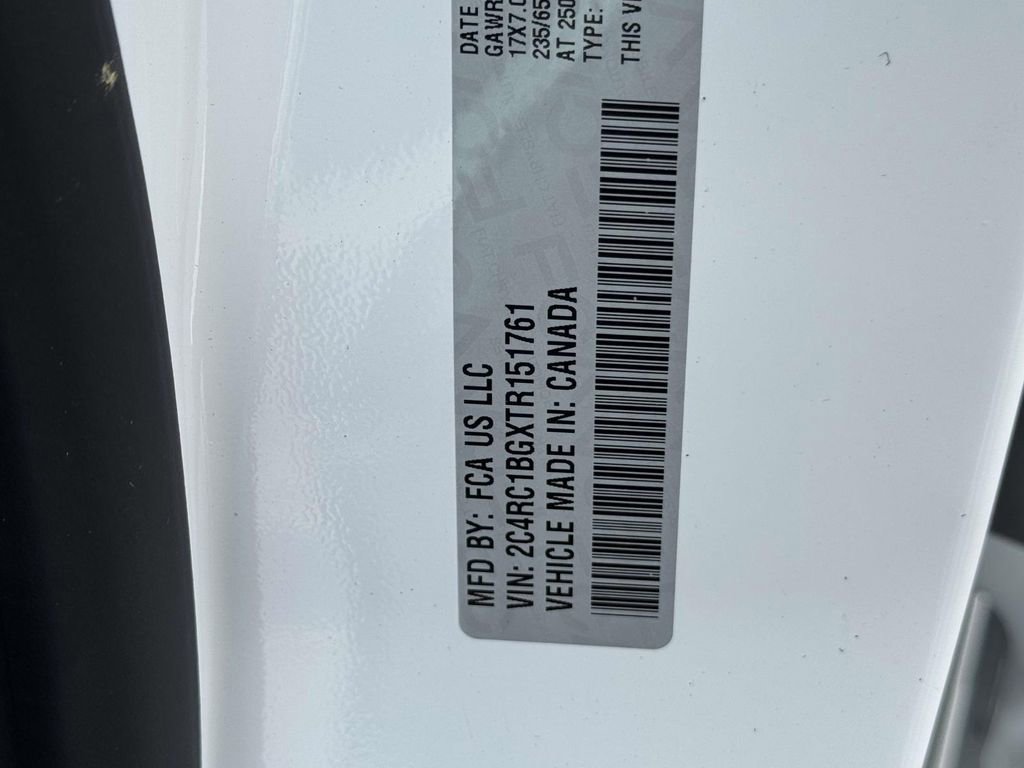 MFD BY: FCA US LLC
VIN: 2C4RC1BGXTR151761
VEHICLE MADE IN: CANADA
DATE
GAWR
17X7.0
235/65
AT 250
TYPE:
THIS VE